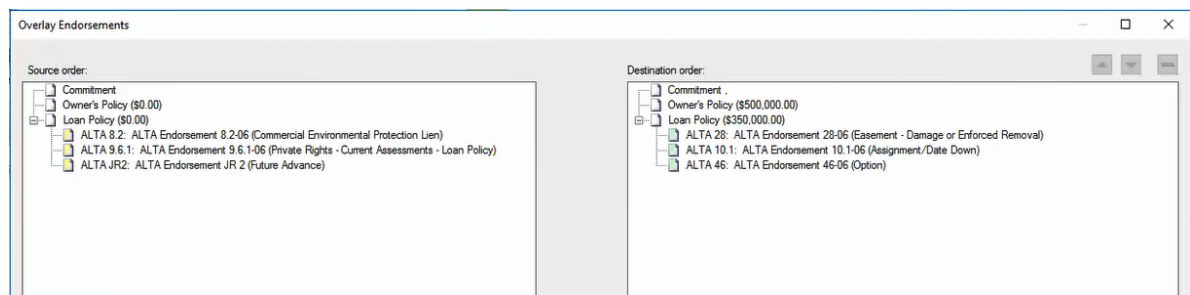 Overlay Endorsements
Source order:
Commitment
Owner's Policy ($0.00)
Loan Policy ($0.00)
ALTA 8.2: ALTA Endorsement 8.2-06 (Commercial Environmental Protection Lien)
ALTA 9.6.1: ALTA Endorsement 9.6.1-06 (Private Rights - Current Assessments - Loan Policy)
ALTA JR2: ALTA Endorsement JR 2 (Future Advance)
Destination order:
Commitment .
Owner's Policy ($500,000.00)
Loan Policy ($350,000.00)
ALTA 28: ALTA Endorsement 28-06 (Easement - Damage or Enforced Removal)
ALTA 10.1: ALTA Endorsement 10.1-06 (Assignment/Date Down)
ALTA 46: ALTA Endorsement 46-06 (Option)